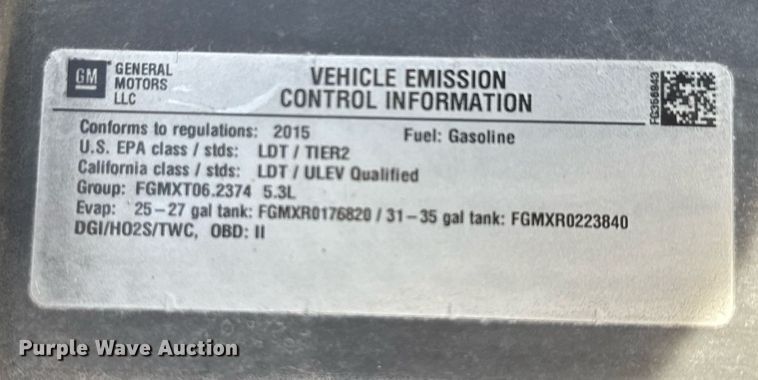 GM
GENERAL
MOTORS
LLC
VEHICLE EMISSION
CONTROL INFORMATION
FG356943
Conforms to regulations: 2015 Fuel: Gasoline
U.S. EPA class / stds: LDT / TIER2
California class / stds: LDT / ULEV Qualified
Group: FGMXT06.2374 5.3L
Evap: 25-27 gal tank: FGMXR0176820 / 31-35 gal tank: FGMXR0223840
DGI/HO2S/TWC, OBD: II
Purple Wave Auction